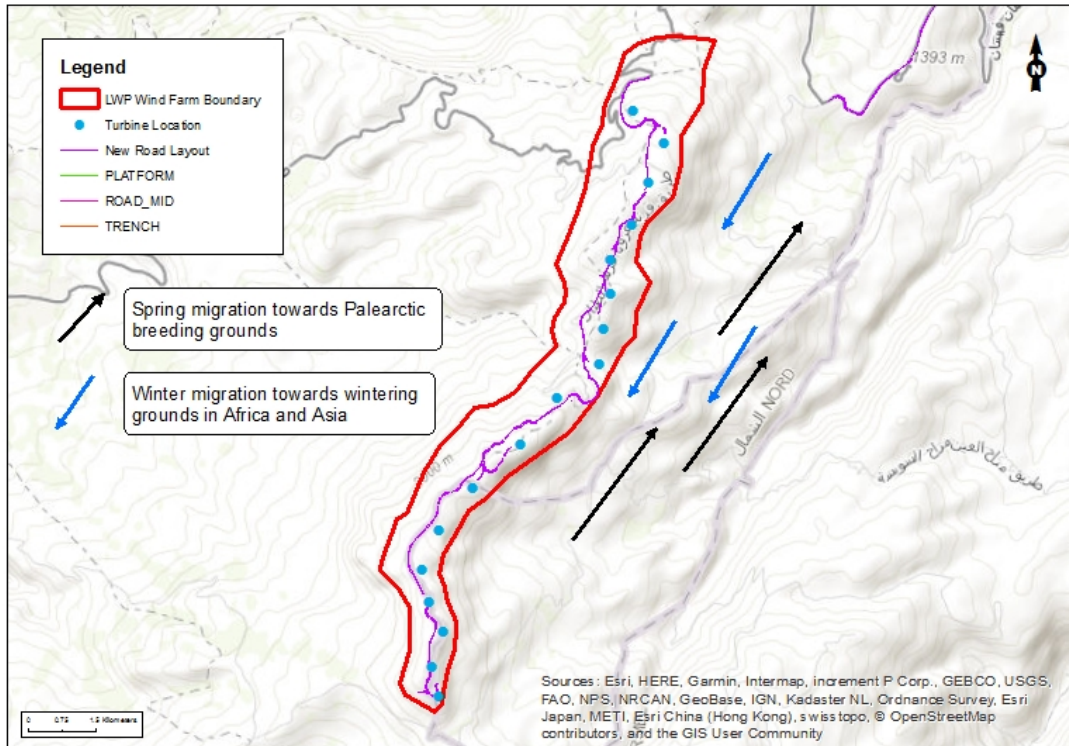 Legend
LWP Wind Farm Boundary
Turbine Location
New Road Layout
PLATFORM
ROAD_MID
TRENCH
Spring migration towards Palearctic
breeding grounds
Winter migration towards wintering
grounds in Africa and Asia
1393 m
N
الشمال NORD
0 0.75 1.5 Kilometers
Sources: Esri, HERE, Garmin, Intermap, increment P Corp., GEBCO, USGS,
FAO, NPS, NRCAN, GeoBase, IGN, Kadaster NL, Ordnance Survey, Esri
Japan, METI, Esri China (Hong Kong), swisstopo, © OpenStreetMap
contributors, and the GIS User Community